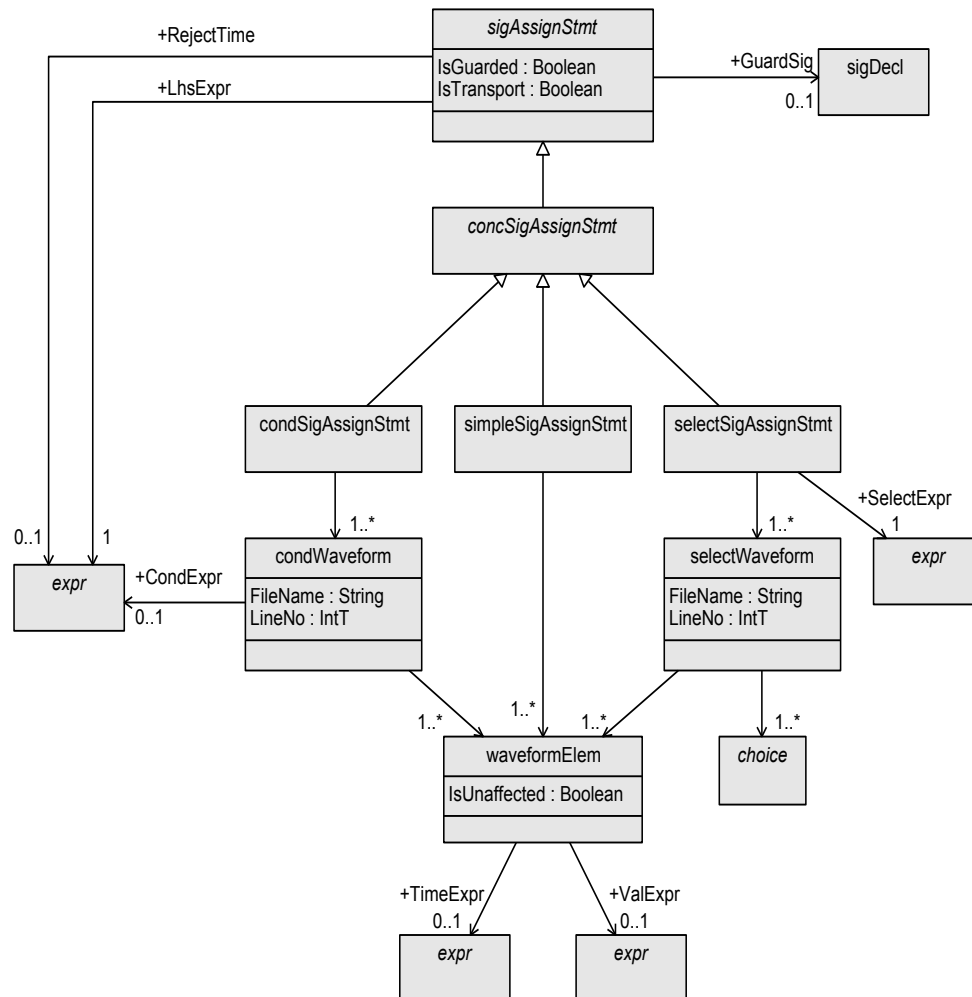 sigAssignStmt
+RejectTime
IsGuarded : Boolean
+GuardSig
sigDecl
+LhsExpr
IsTransport : Boolean
0..1
concSigAssignStmt
condSigAssignStmt
simpleSigAssignStmt
selectSigAssignStmt
+SelectExpr
0..1
1
1..*
1..*
1
condWaveform
selectWaveform
expr
expr
+CondExpr
FileName : String
FileName : String
0..1
LineNo : IntT
LineNo : IntT
1..*
1..*
1..*
1..*
waveformElem
choice
IsUnaffected : Boolean
+TimeExpr
+ValExpr
0..1
0..1
expr
expr